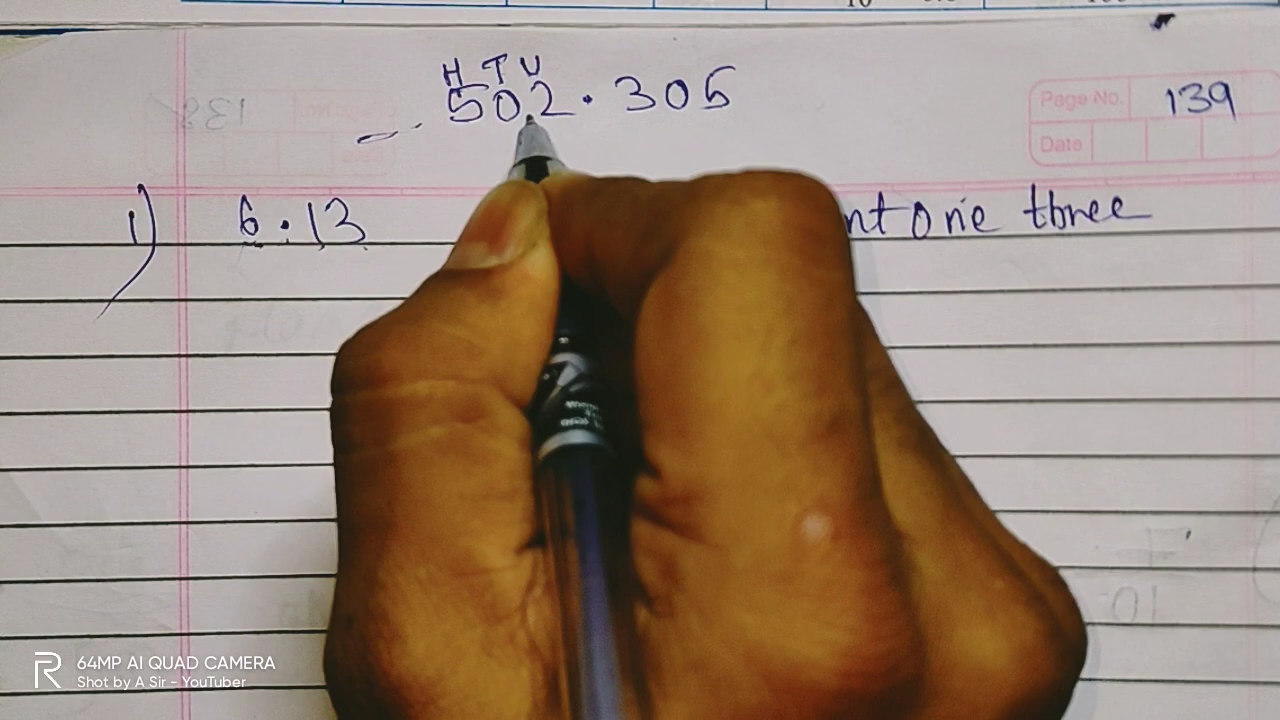 H T U
502.305
Page No. 139
Date
1) 6.13 nt one three
64MP AI QUAD CAMERA
Shot by A Sir - YouTuber